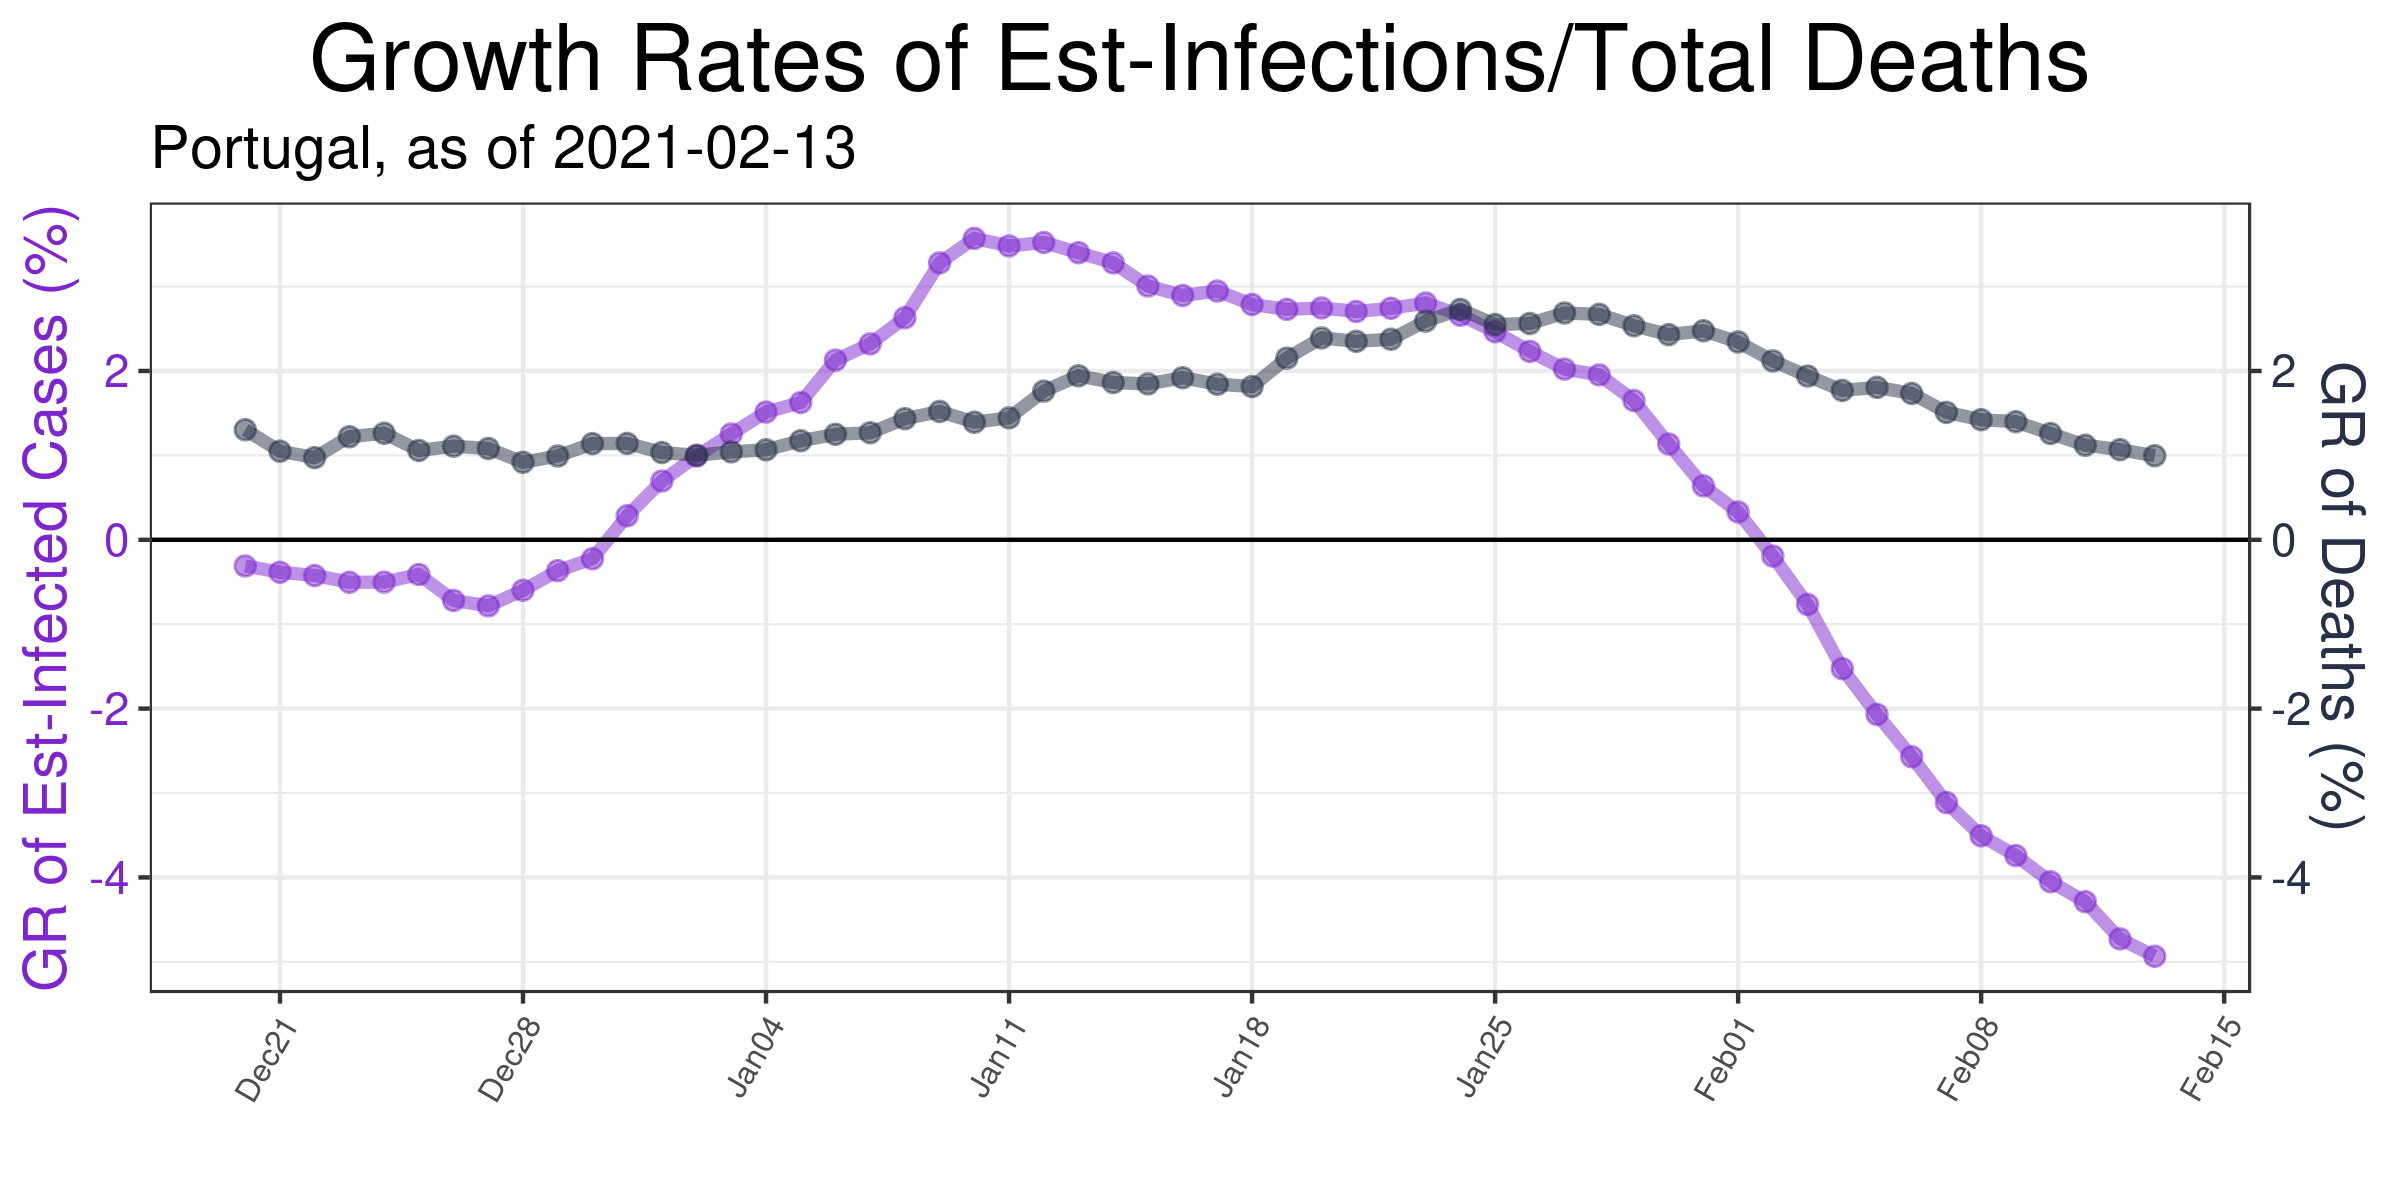 Growth Rates of Est-Infections/Total Deaths
Portugal, as of 2021-02-13
GR of Est-Infected Cases (%)
2
0
-2
-4
2
0
-2
-4
GR of Deaths (%)
Dec21
Dec28
Jan04
Jan11
Jan18
Jan25
Feb01
Feb08
Feb15